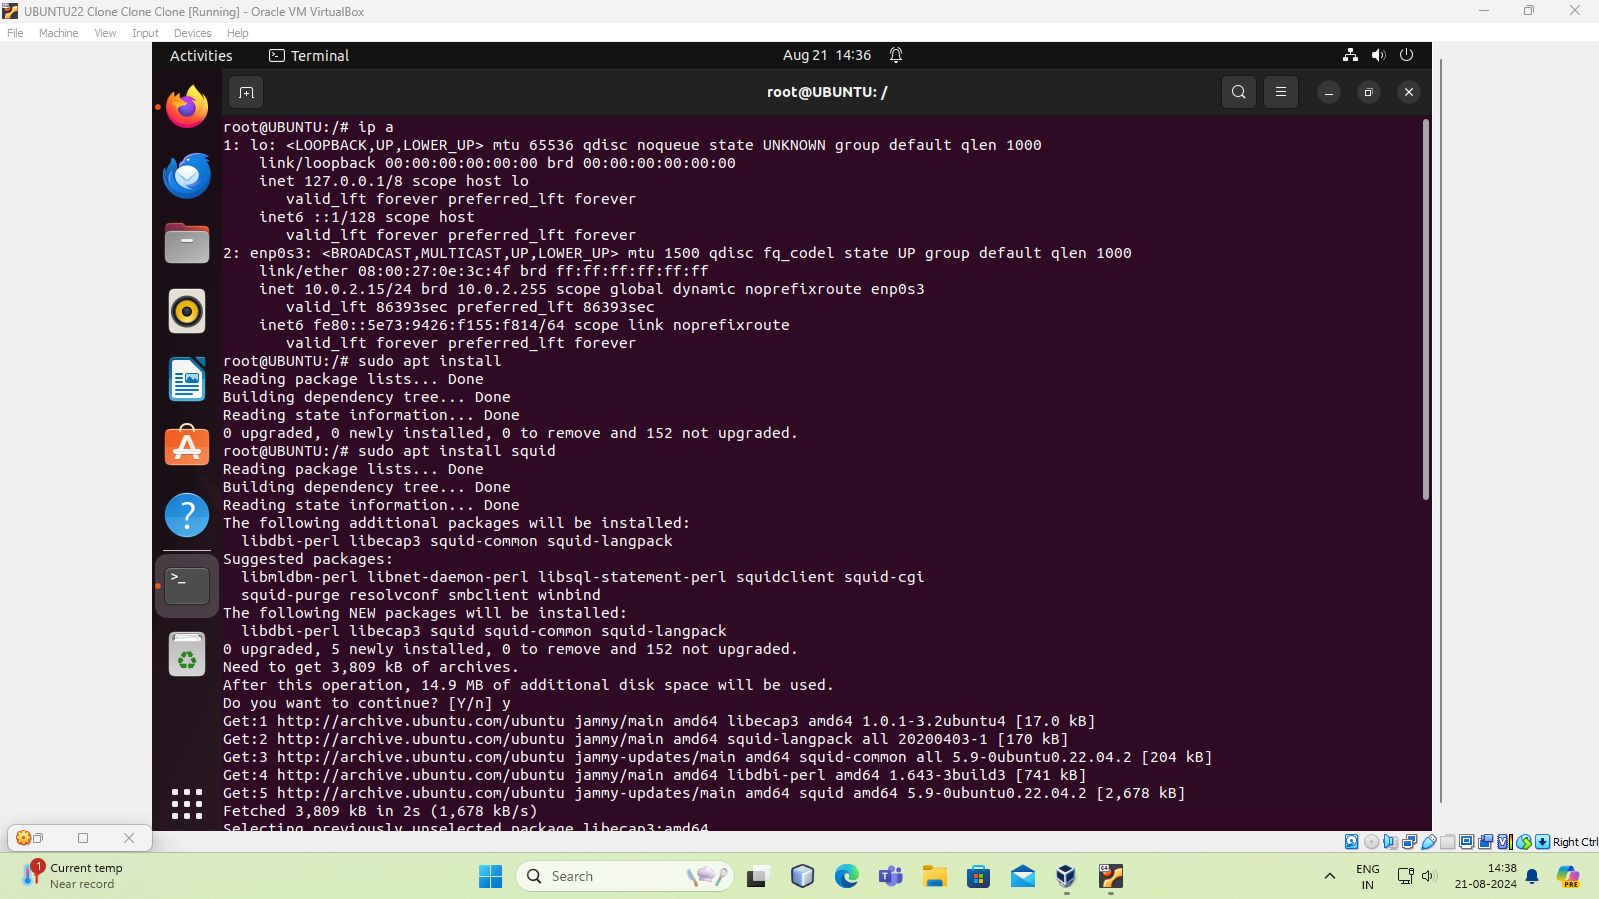 UBUNTU22 Clone Clone Clone [Running] - Oracle VM VirtualBox
File Machine View Input Devices Help
Activities Terminal Aug 21 14:36
root@UBUNTU: /
root@UBUNTU:/# ip a
1: lo: <LOOPBACK,UP,LOWER_UP> mtu 65536 qdisc noqueue state UNKNOWN group default qlen 1000
link/loopback 00:00:00:00:00:00 brd 00:00:00:00:00:00
inet 127.0.0.1/8 scope host lo
valid_lft forever preferred_lft forever
inet6 ::1/128 scope host
valid_lft forever preferred_lft forever
2: enp0s3: <BROADCAST,MULTICAST,UP,LOWER_UP> mtu 1500 qdisc fq_codel state UP group default qlen 1000
link/ether 08:00:27:0e:3c:4f brd ff:ff:ff:ff:ff:ff
inet 10.0.2.15/24 brd 10.0.2.255 scope global dynamic noprefixroute enp0s3
valid_lft 86393sec preferred_lft 86393sec
inet6 fe80::5e73:9426:f155:f814/64 scope link noprefixroute
valid_lft forever preferred_lft forever
root@UBUNTU:/# sudo apt install
Reading package lists... Done
Building dependency tree... Done
Reading state information... Done
0 upgraded, 0 newly installed, 0 to remove and 152 not upgraded.
root@UBUNTU:/# sudo apt install squid
Reading package lists... Done
Building dependency tree... Done
Reading state information... Done
The following additional packages will be installed:
libdbi-perl libecap3 squid-common squid-langpack
Suggested packages:
libmldbm-perl libnet-daemon-perl libsql-statement-perl squidclient squid-cgi
squid-purge resolvconf smbclient winbind
The following NEW packages will be installed:
libdbi-perl libecap3 squid squid-common squid-langpack
0 upgraded, 5 newly installed, 0 to remove and 152 not upgraded.
Need to get 3,809 kB of archives.
After this operation, 14.9 MB of additional disk space will be used.
Do you want to continue? [Y/n] y
Get:1 http://archive.ubuntu.com/ubuntu jammy/main amd64 libecap3 amd64 1.0.1-3.2ubuntu4 [17.0 kB]
Get:2 http://archive.ubuntu.com/ubuntu jammy/main amd64 squid-langpack all 20200403-1 [170 kB]
Get:3 http://archive.ubuntu.com/ubuntu jammy-updates/main amd64 squid-common all 5.9-0ubuntu0.22.04.2 [204 kB]
Get:4 http://archive.ubuntu.com/ubuntu jammy/main amd64 libdbi-perl amd64 1.643-3build3 [741 kB]
Get:5 http://archive.ubuntu.com/ubuntu jammy-updates/main amd64 squid amd64 5.9-0ubuntu0.22.04.2 [2,678 kB]
Fetched 3,809 kB in 2s (1,678 kB/s)
Selecting previously unselected package libecap3:amd64.
Right Ctrl
1
Current temp
Near record
Search
ENG
IN
14:38
21-08-2024
PRE